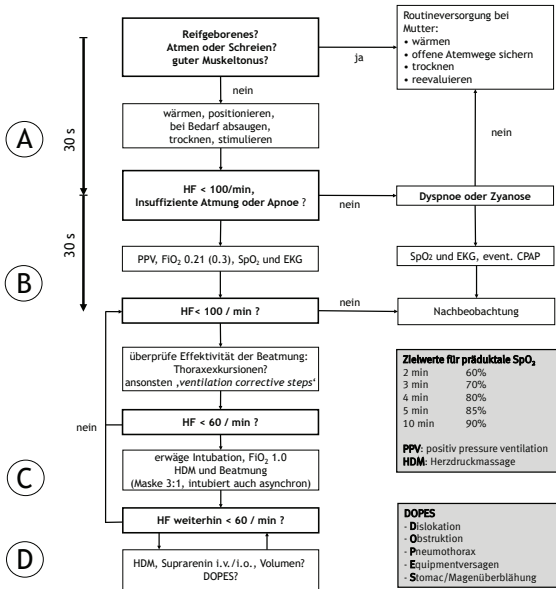 Reifgeborenes?
Atmen oder Schreien?
guter Muskeltonus?
ja
Routineversorgung bei
Mutter:
• wärmen
• offene Atemwege sichern
• trocknen
• reevaluieren
nein
A
30 s
wärmen, positionieren,
bei Bedarf absaugen,
trocknen, stimulieren
nein
HF < 100/min,
Insuffiziente Atmung oder Apnoe ?
nein
Dyspnoe oder Zyanose
B
30 s
PPV, FiO₂ 0.21 (0.3), SpO₂ und EKG
SpO2 und EKG, event. CPAP
HF< 100 / min ?
nein
Nachbeobachtung
überprüfe Effektivität der Beatmung:
Thoraxexkursionen?
ansonsten ‚ventilation corrective steps‘
nein
HF < 60 / min ?
C
erwäge Intubation, FiO₂ 1.0
HDM und Beatmung
(Maske 3:1, intubiert auch asynchron)
HF weiterhin < 60 / min ?
D
HDM, Suprarenin i.v./i.o., Volumen?
DOPES?
Zielwerte für präduktale SpO₂
2 min 60%
3 min 70%
4 min 80%
5 min 85%
10 min 90%
PPV: positiv pressure ventilation
HDM: Herzdruckmassage
DOPES
- Dislokation
- Obstruktion
- Pneumothorax
- Equipmentversagen
- Stomac/Magenüberblähung